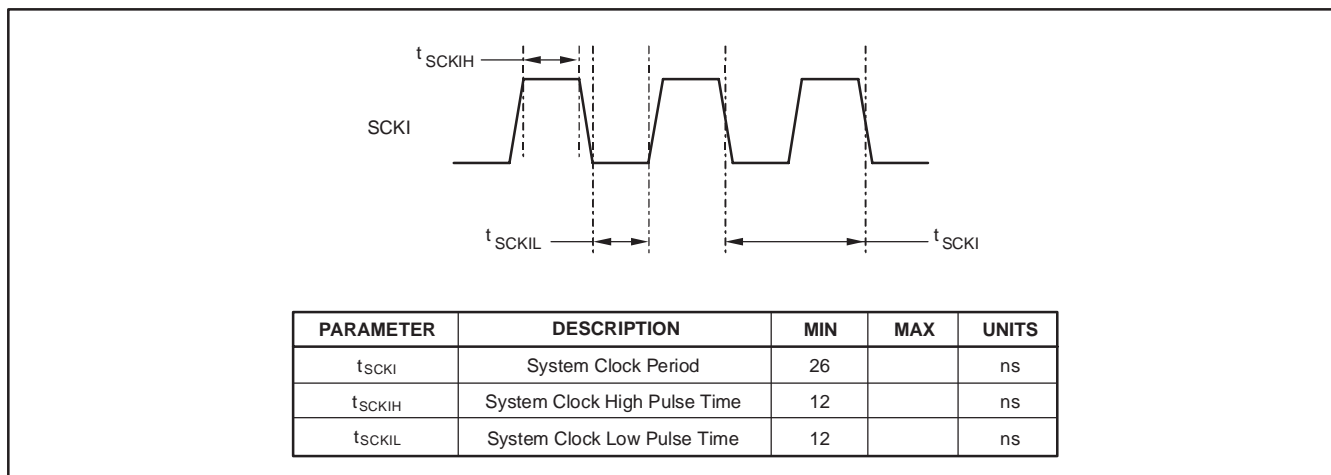 tSCKIH
SCKI
tSCKIL
tSCKI
PARAMETER DESCRIPTION MIN MAX UNITS
tSCKI System Clock Period 26 ns
tSCKIH System Clock High Pulse Time 12 ns
tSCKIL System Clock Low Pulse Time 12 ns